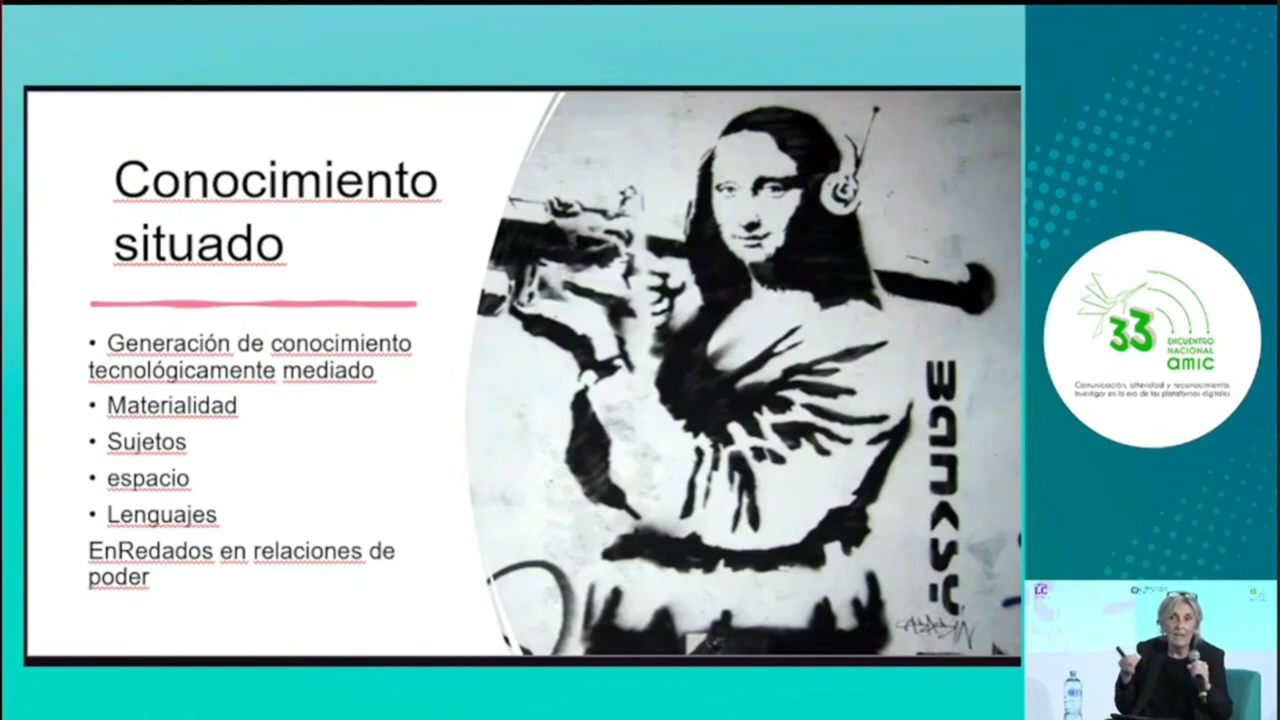 Conocimiento
situado
• Generación de conocimiento
tecnológicamente mediado
• Materialidad
• Sujetos
• espacio
• Lenguajes
EnRedados en relaciones de
poder
BANKSY
33
ENCUENTRO
NACIONAL
amic
Comunicación, alteridad y reconocimiento.
Investigar en la era de las plataformas digitales
LC